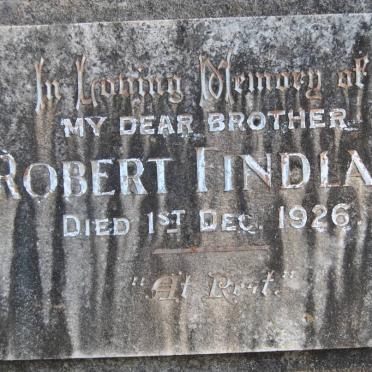 In Loving Memory of
MY DEAR BROTHER
ROBERT FINDLA
DIED 1ST DEC. 1926.
"At Rest."